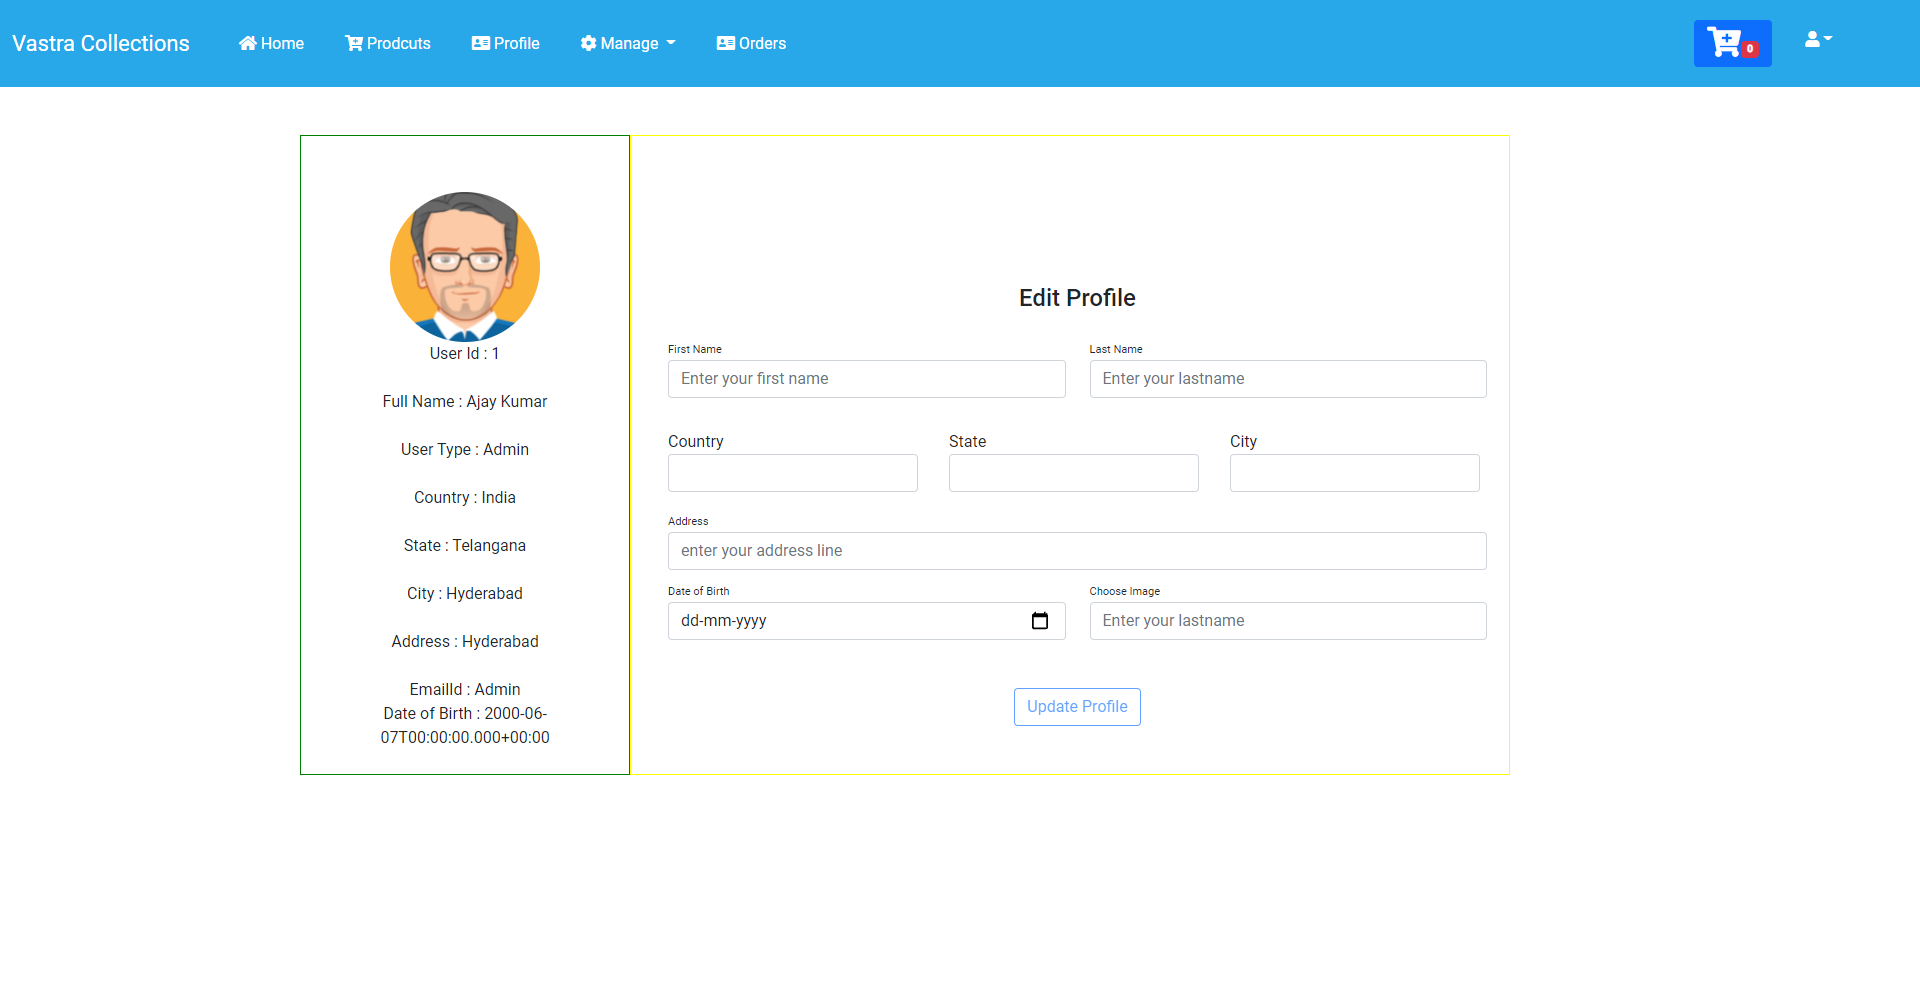 Vastra Collections
Home
Prodcuts
Profile
Manage
Orders
0
User Id : 1
Full Name : Ajay Kumar
User Type : Admin
Country : India
State : Telangana
City : Hyderabad
Address : Hyderabad
EmailId : Admin
Date of Birth : 2000-06-
07T00:00:00.000+00:00
Edit Profile
First Name
Last Name
Enter your first name
Enter your lastname
Country
State
City
Address
enter your address line
Date of Birth
Choose Image
dd-mm-yyyy
Enter your lastname
Update Profile